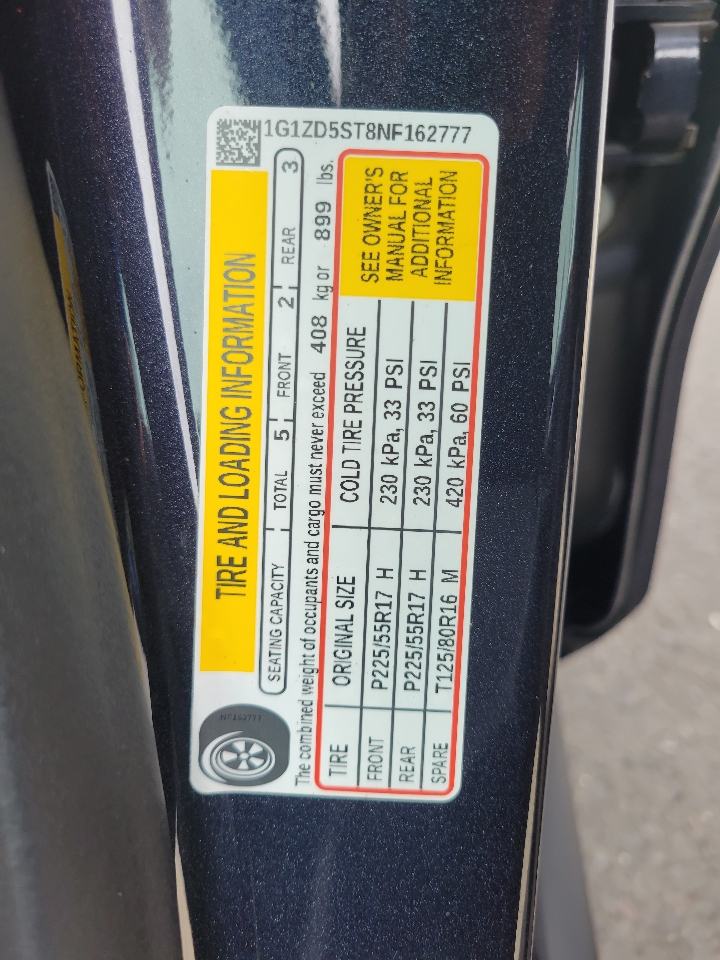 1G1ZD5ST8NF162777
TIRE AND LOADING INFORMATION
SEATING CAPACITY TOTAL 5 FRONT 2 REAR 3
The combined weight of occupants and cargo must never exceed 408 kg or 899 lbs.
TIRE ORIGINAL SIZE COLD TIRE PRESSURE
FRONT P225/55R17 H 230 kPa, 33 PSI
REAR P225/55R17 H 230 kPa, 33 PSI
SPARE T125/80R16 M 420 kPa, 60 PSI
SEE OWNER'S
MANUAL FOR
ADDITIONAL
INFORMATION
NF162777